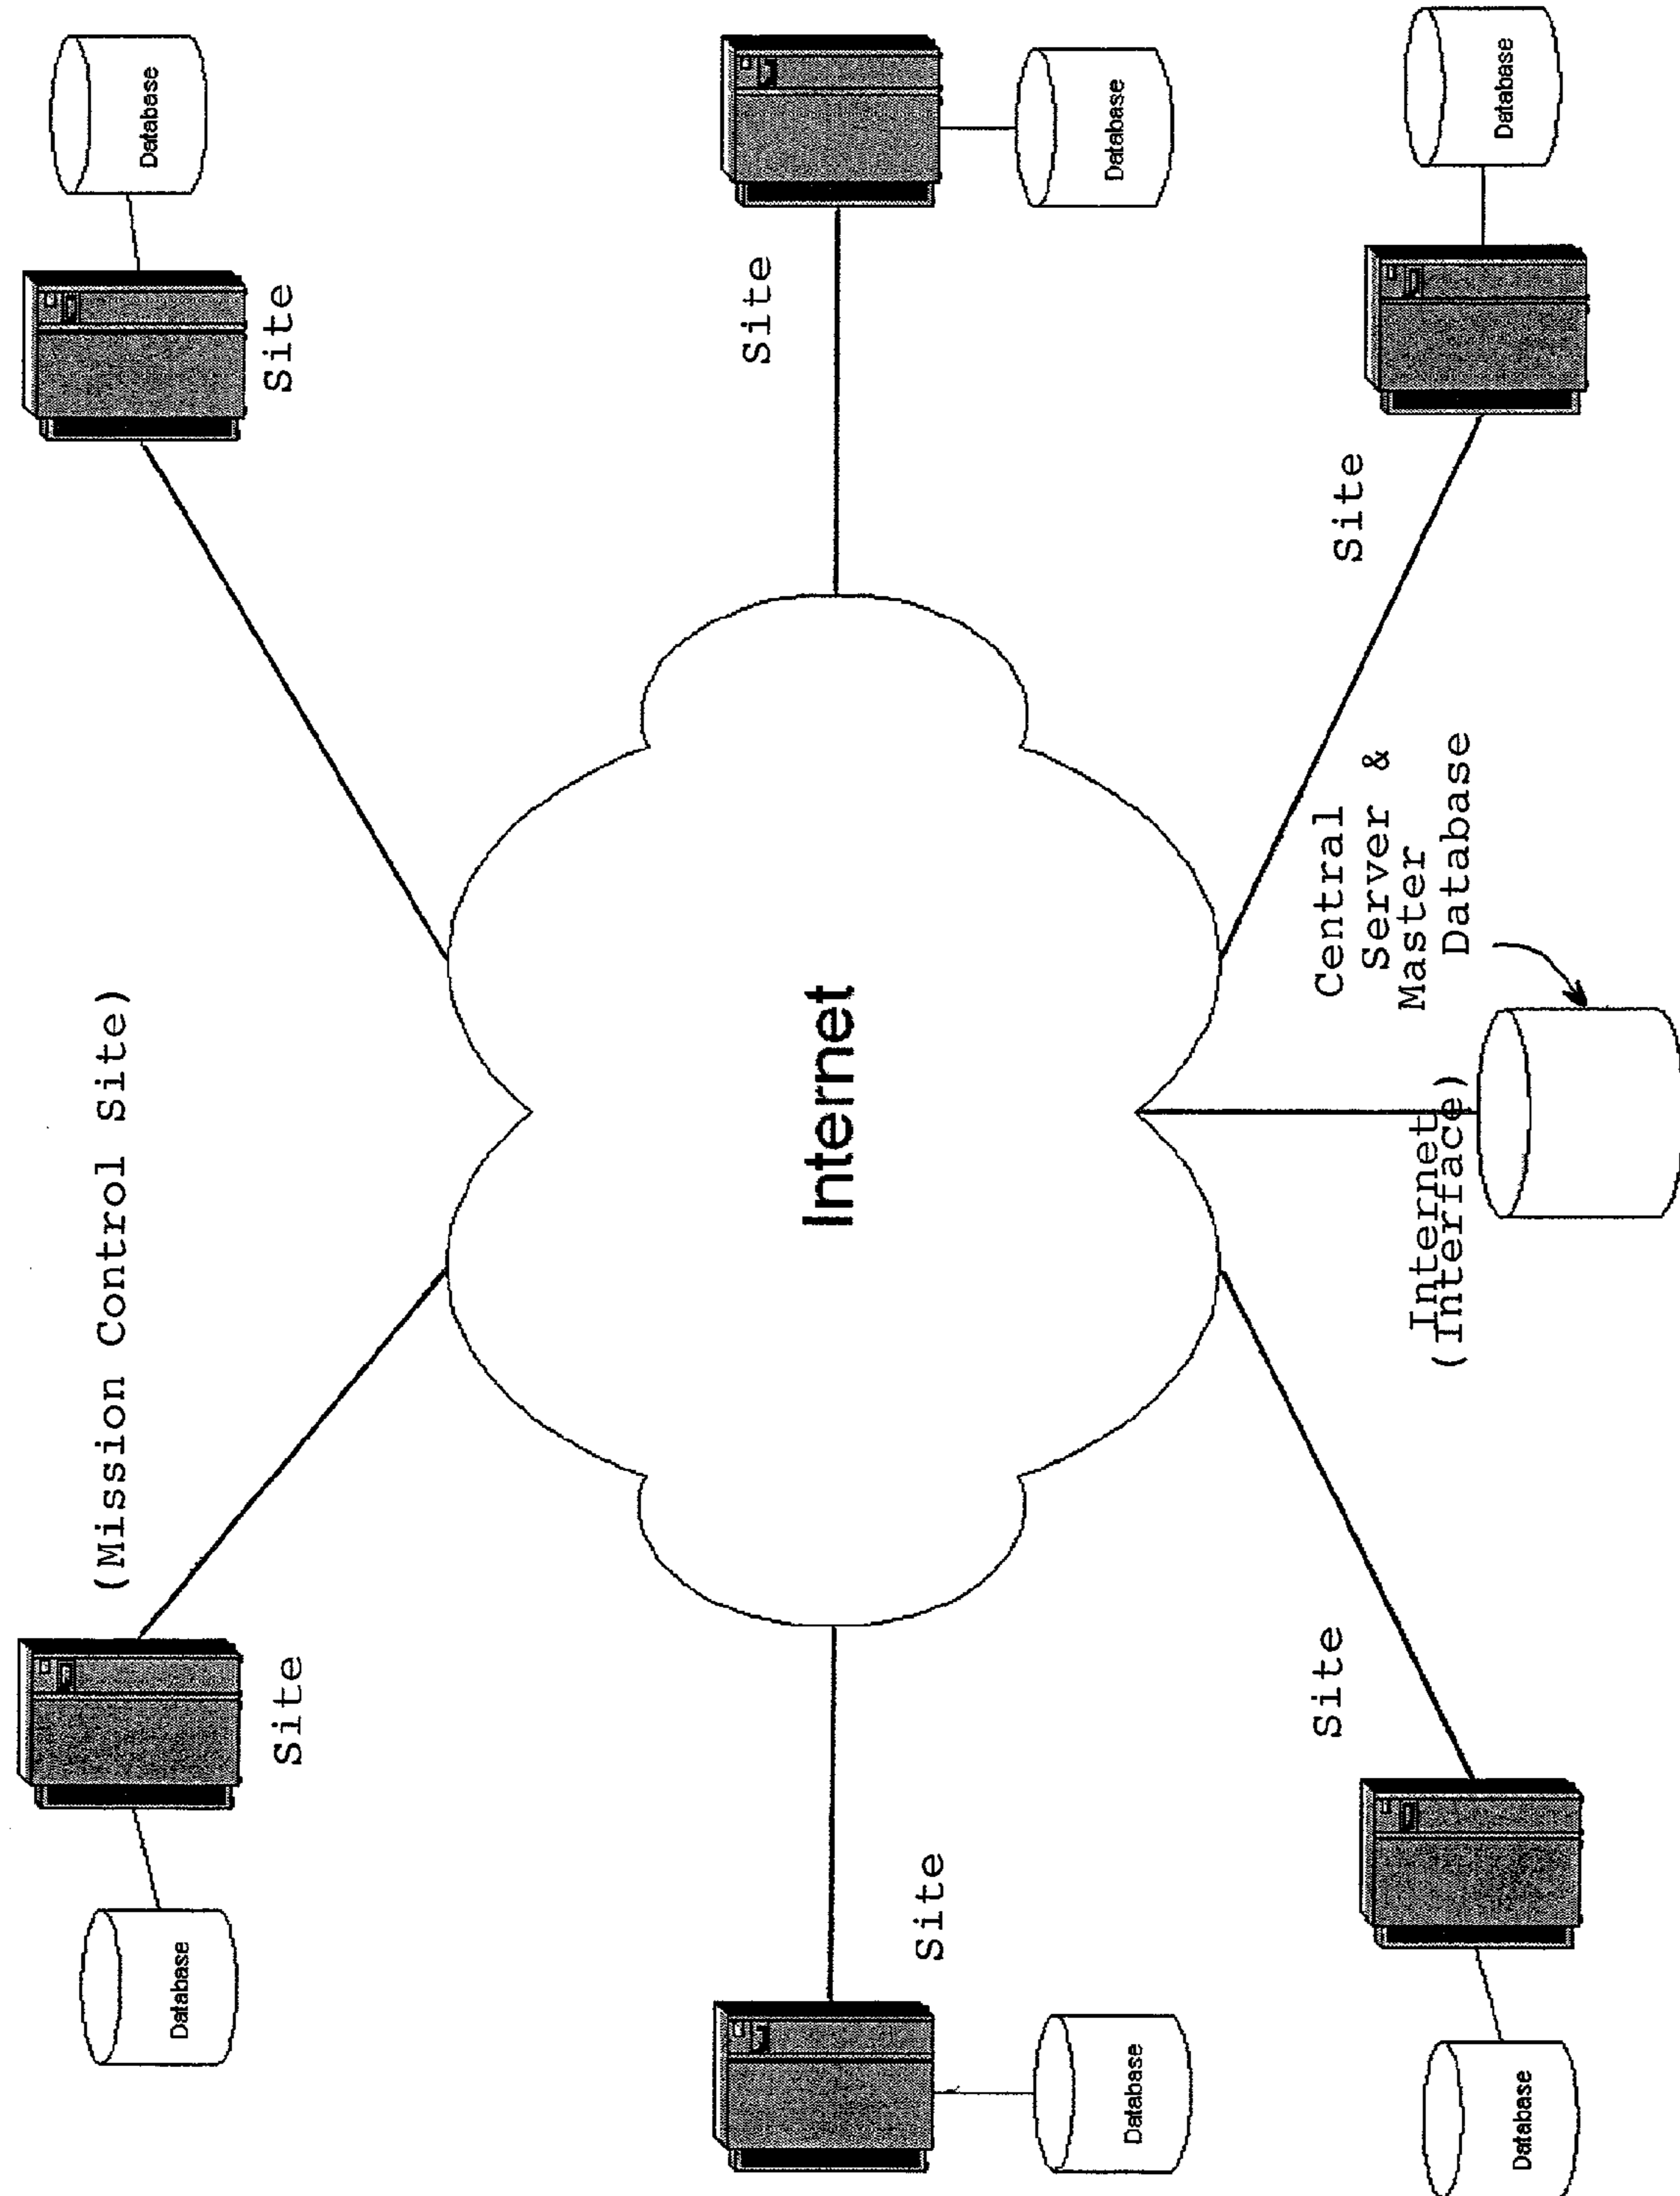 Database
Database
(Mission Control Site)
Site
Site
Internet
Site
Database
Site
Database
Site
Internet
(Interface)
Central
Server &
Master
Database
Site
Database
Database